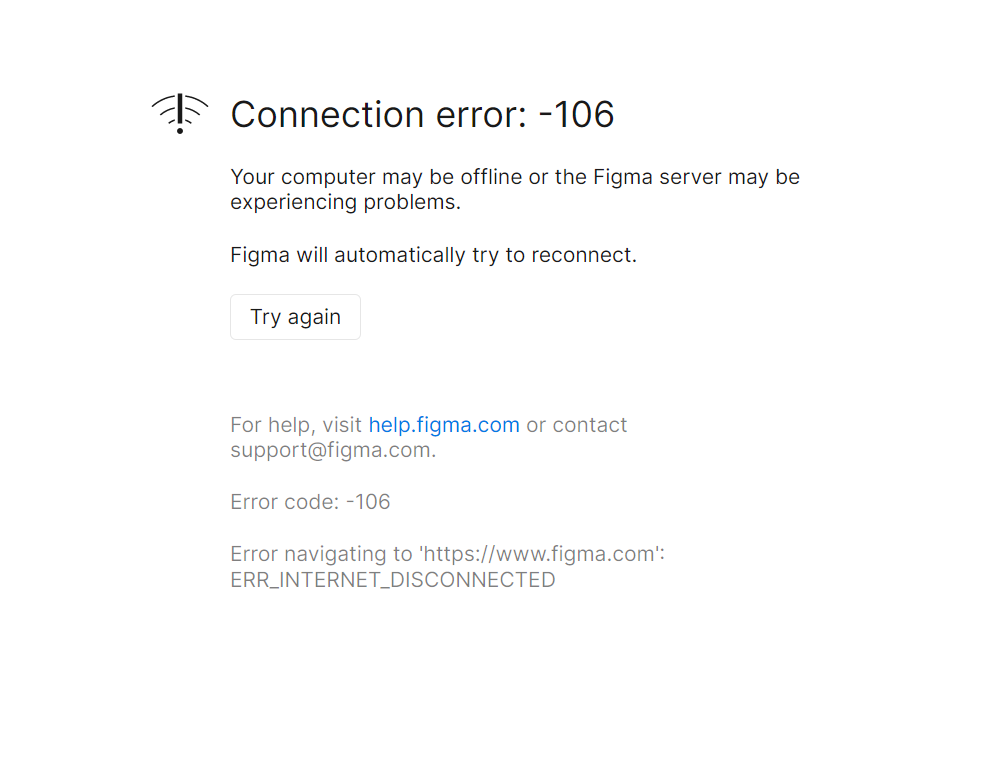 Connection error: -106
Your computer may be offline or the Figma server may be
experiencing problems.
Figma will automatically try to reconnect.
Try again
For help, visit help.figma.com or contact
support@figma.com.
Error code: -106
Error navigating to 'https://www.figma.com':
ERR_INTERNET_DISCONNECTED